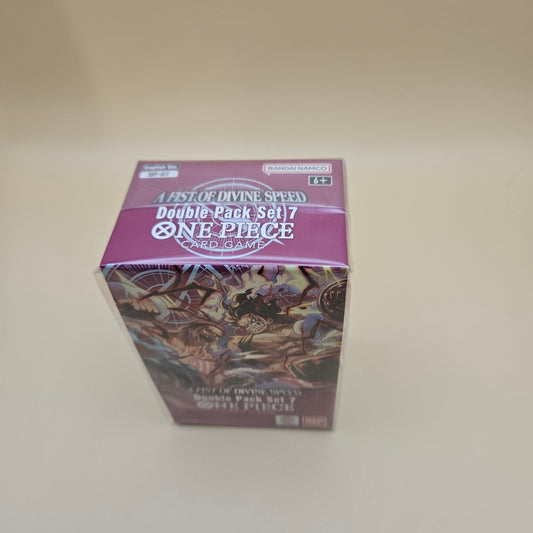 English Ver.
DP-07
BANDAI NAMCO
6+
A FIST OF DIVINE SPEED
Double Pack Set 7
ONE PIECE
CARD GAME
A FIST OF DIVINE SPEED
Double Pack Set 7
ONE PIECE